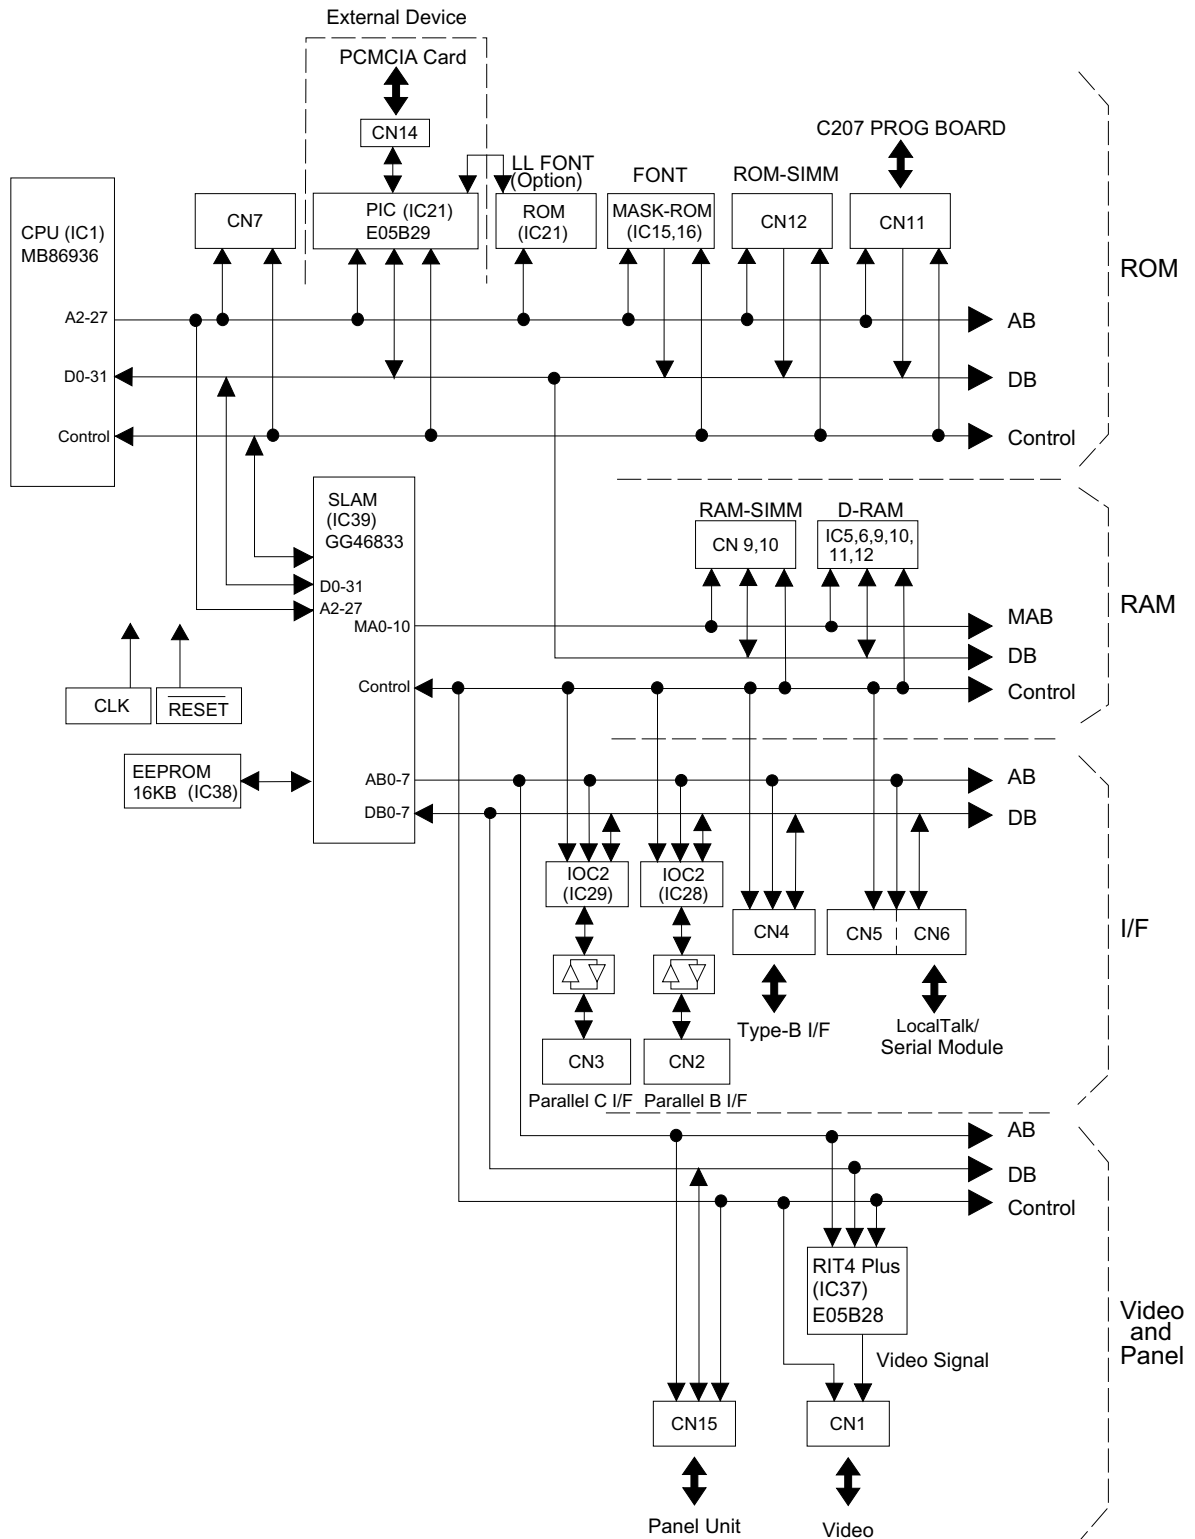 External Device
PCMCIA Card
CN14
C207 PROG BOARD
LL FONT
(Option)
FONT
ROM-SIMM
CPU (IC1)
MB86936
CN7
PIC (IC21)
E05B29
ROM
(IC21)
MASK-ROM
(IC15,16)
CN12
CN11
ROM
A2-27
AB
D0-31
DB
Control
Control
SLAM
(IC39)
GG46833
RAM-SIMM
D-RAM
CN 9,10
IC5,6,9,10,
11,12
D0-31
A2-27
RAM
MA0-10
MAB
DB
Control
Control
CLK
RESET
EEPROM
16KB (IC38)
AB0-7
AB
DB0-7
DB
IOC2
(IC29)
IOC2
(IC28)
CN4
CN5
CN6
I/F
Type-B I/F
LocalTalk/
Serial Module
CN3
CN2
Parallel C I/F
Parallel B I/F
AB
DB
Control
RIT4 Plus
(IC37)
E05B28
Video
and
Panel
Video Signal
CN15
CN1
Panel Unit
Video